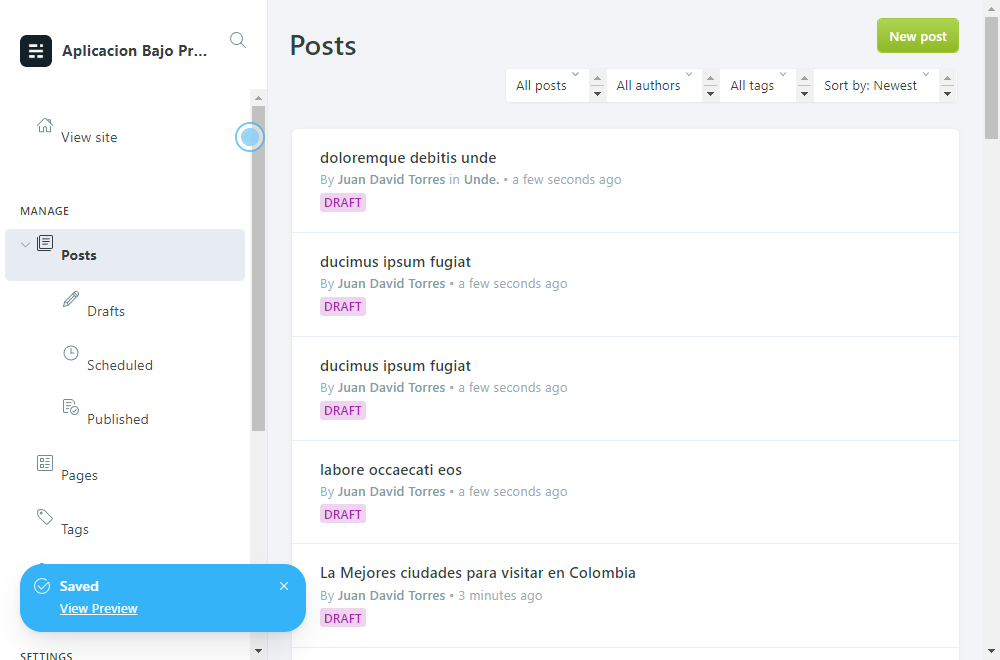 Aplicacion Bajo Pr...
View site
MANAGE
Posts
Drafts
Scheduled
Published
Pages
Tags
Saved
View Preview
SETTINGS
Posts
New post
All posts
All authors
All tags
Sort by: Newest
doloremque debitis unde
By Juan David Torres in Unde. • a few seconds ago
DRAFT
ducimus ipsum fugiat
By Juan David Torres • a few seconds ago
DRAFT
ducimus ipsum fugiat
By Juan David Torres • a few seconds ago
DRAFT
labore occaecati eos
By Juan David Torres • a few seconds ago
DRAFT
La Mejores ciudades para visitar en Colombia
By Juan David Torres • 3 minutes ago
DRAFT